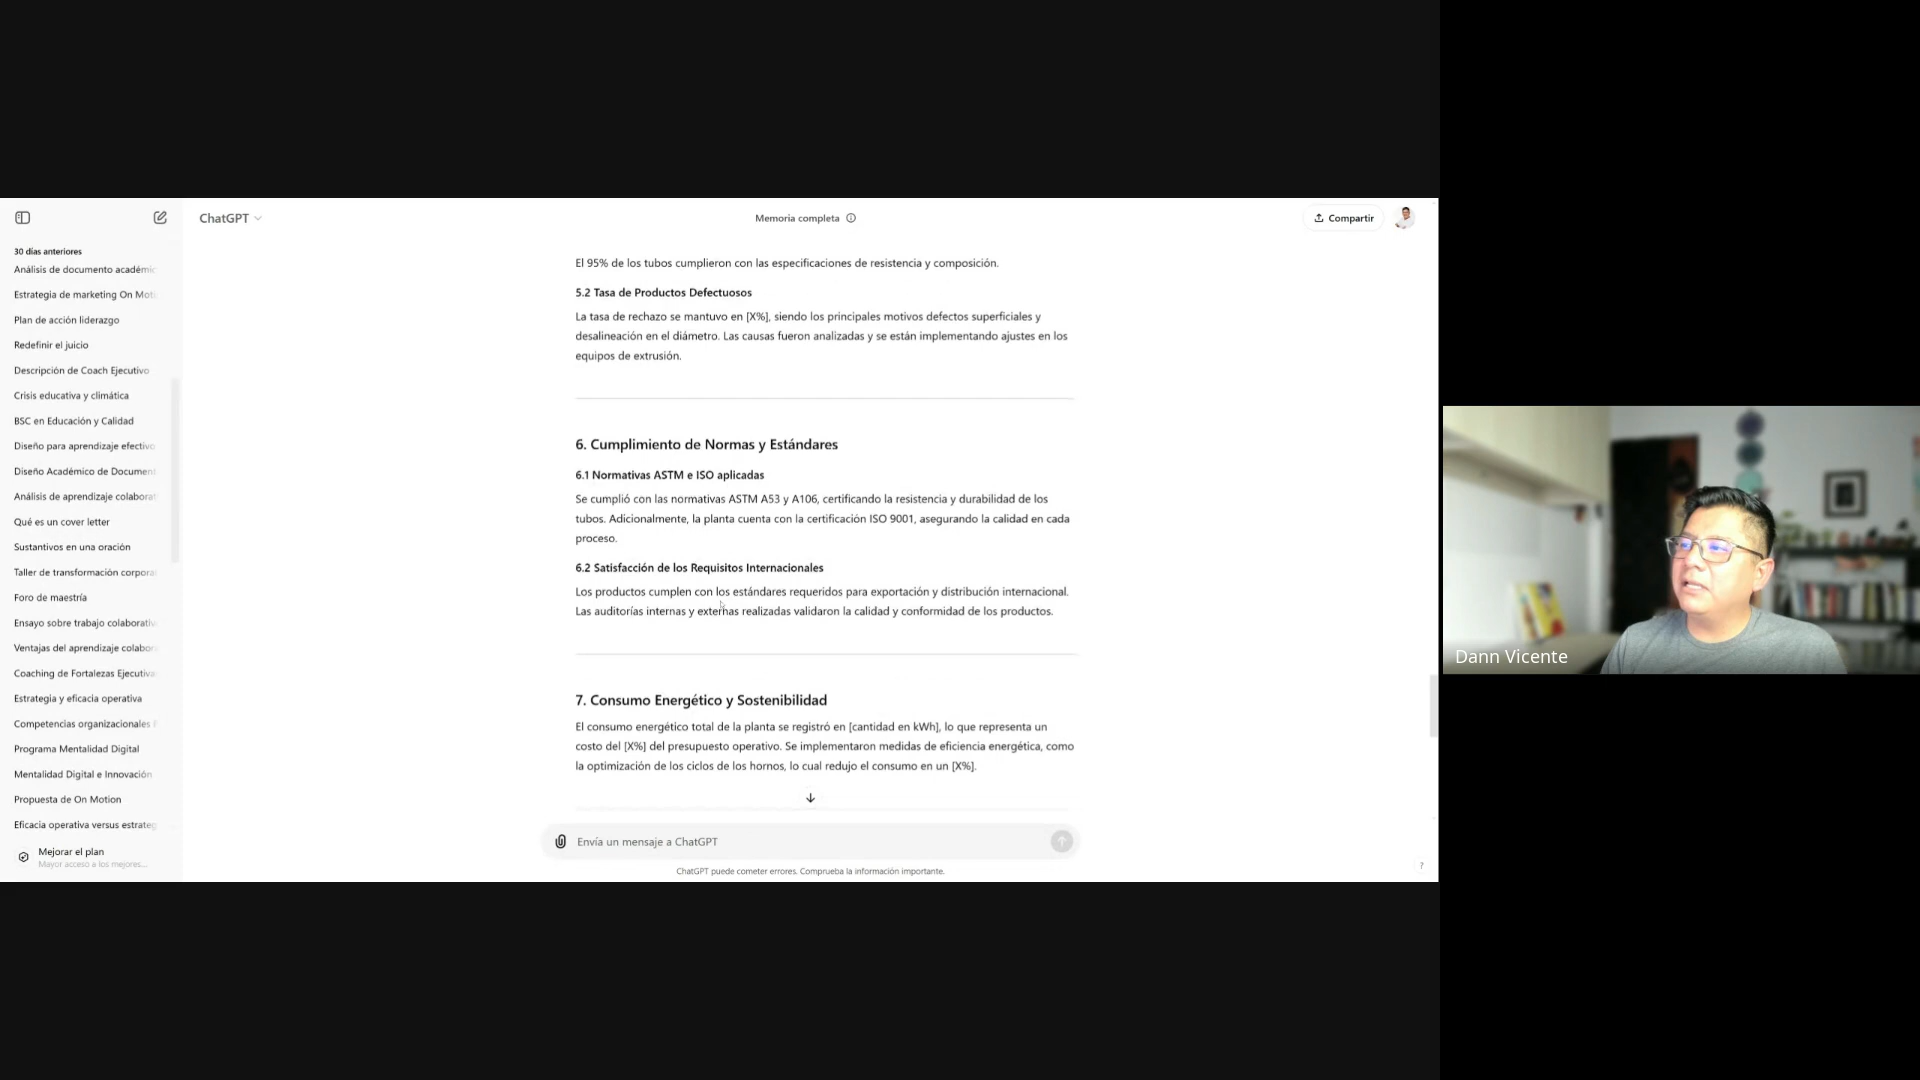 ChatGPT
Memoria completa
Compartir
30 días anteriores
Análisis de documento académic
Estrategia de marketing On Moti
Plan de acción liderazgo
Redefinir el juicio
Descripción de Coach Ejecutivo
Crisis educativa y climática
BSC en Educación y Calidad
Diseño para aprendizaje efectivo
Diseño Académico de Document
Análisis de aprendizaje colaborat
Qué es un cover letter
Sustantivos en una oración
Taller de transformación corporat
Foro de maestría
Ensayo sobre trabajo colaborativo
Ventajas del aprendizaje colabor
Coaching de Fortalezas Ejecutivas
Estrategia y eficacia operativa
Competencias organizacionales E
Programa Mentalidad Digital
Mentalidad Digital e Innovación
Propuesta de On Motion
Eficacia operativa versus estrateg
Mejorar el plan
Mayor acceso a los mejores...
El 95% de los tubos cumplieron con las especificaciones de resistencia y composición.
5.2 Tasa de Productos Defectuosos
La tasa de rechazo se mantuvo en [X%], siendo los principales motivos defectos superficiales y
desalineación en el diámetro. Las causas fueron analizadas y se están implementando ajustes en los
equipos de extrusión.
6. Cumplimiento de Normas y Estándares
6.1 Normativas ASTM e ISO aplicadas
Se cumplió con las normativas ASTM A53 y A106, certificando la resistencia y durabilidad de los
tubos. Adicionalmente, la planta cuenta con la certificación ISO 9001, asegurando la calidad en cada
proceso.
6.2 Satisfacción de los Requisitos Internacionales
Los productos cumplen con los estándares requeridos para exportación y distribución internacional.
Las auditorías internas y externas realizadas validaron la calidad y conformidad de los productos.
7. Consumo Energético y Sostenibilidad
El consumo energético total de la planta se registró en [cantidad en kWh], lo que representa un
costo del [X%] del presupuesto operativo. Se implementaron medidas de eficiencia energética, como
la optimización de los ciclos de los hornos, lo cual redujo el consumo en un [X%].
Envía un mensaje a ChatGPT
ChatGPT puede cometer errores. Comprueba la información importante.
?
Dann Vicente